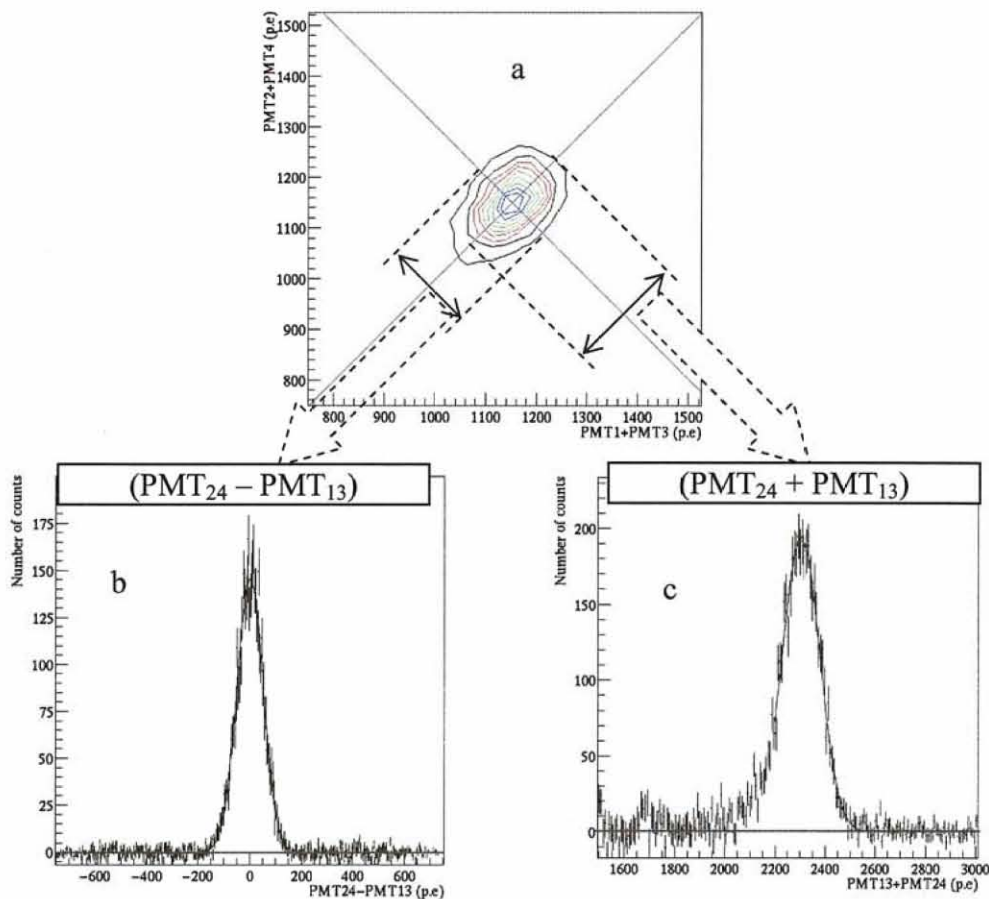 a
PMT2+PMT4 (p.e)
1500
1400
1300
1200
1100
1000
900
800
800 900 1000 1100 1200 1300 1400 1500
PMT1+PMT3 (p.e)
(PMT24 – PMT13)
b
Number of counts
175
150
125
100
75
50
25
0
−600 −400 −200 0 200 400 600
PMT24−PMT13 (p.e)
(PMT24 + PMT13)
c
Number of counts
200
150
100
50
0
1600 1800 2000 2200 2400 2600 2800 3000
PMT13+PMT24 (p.e)